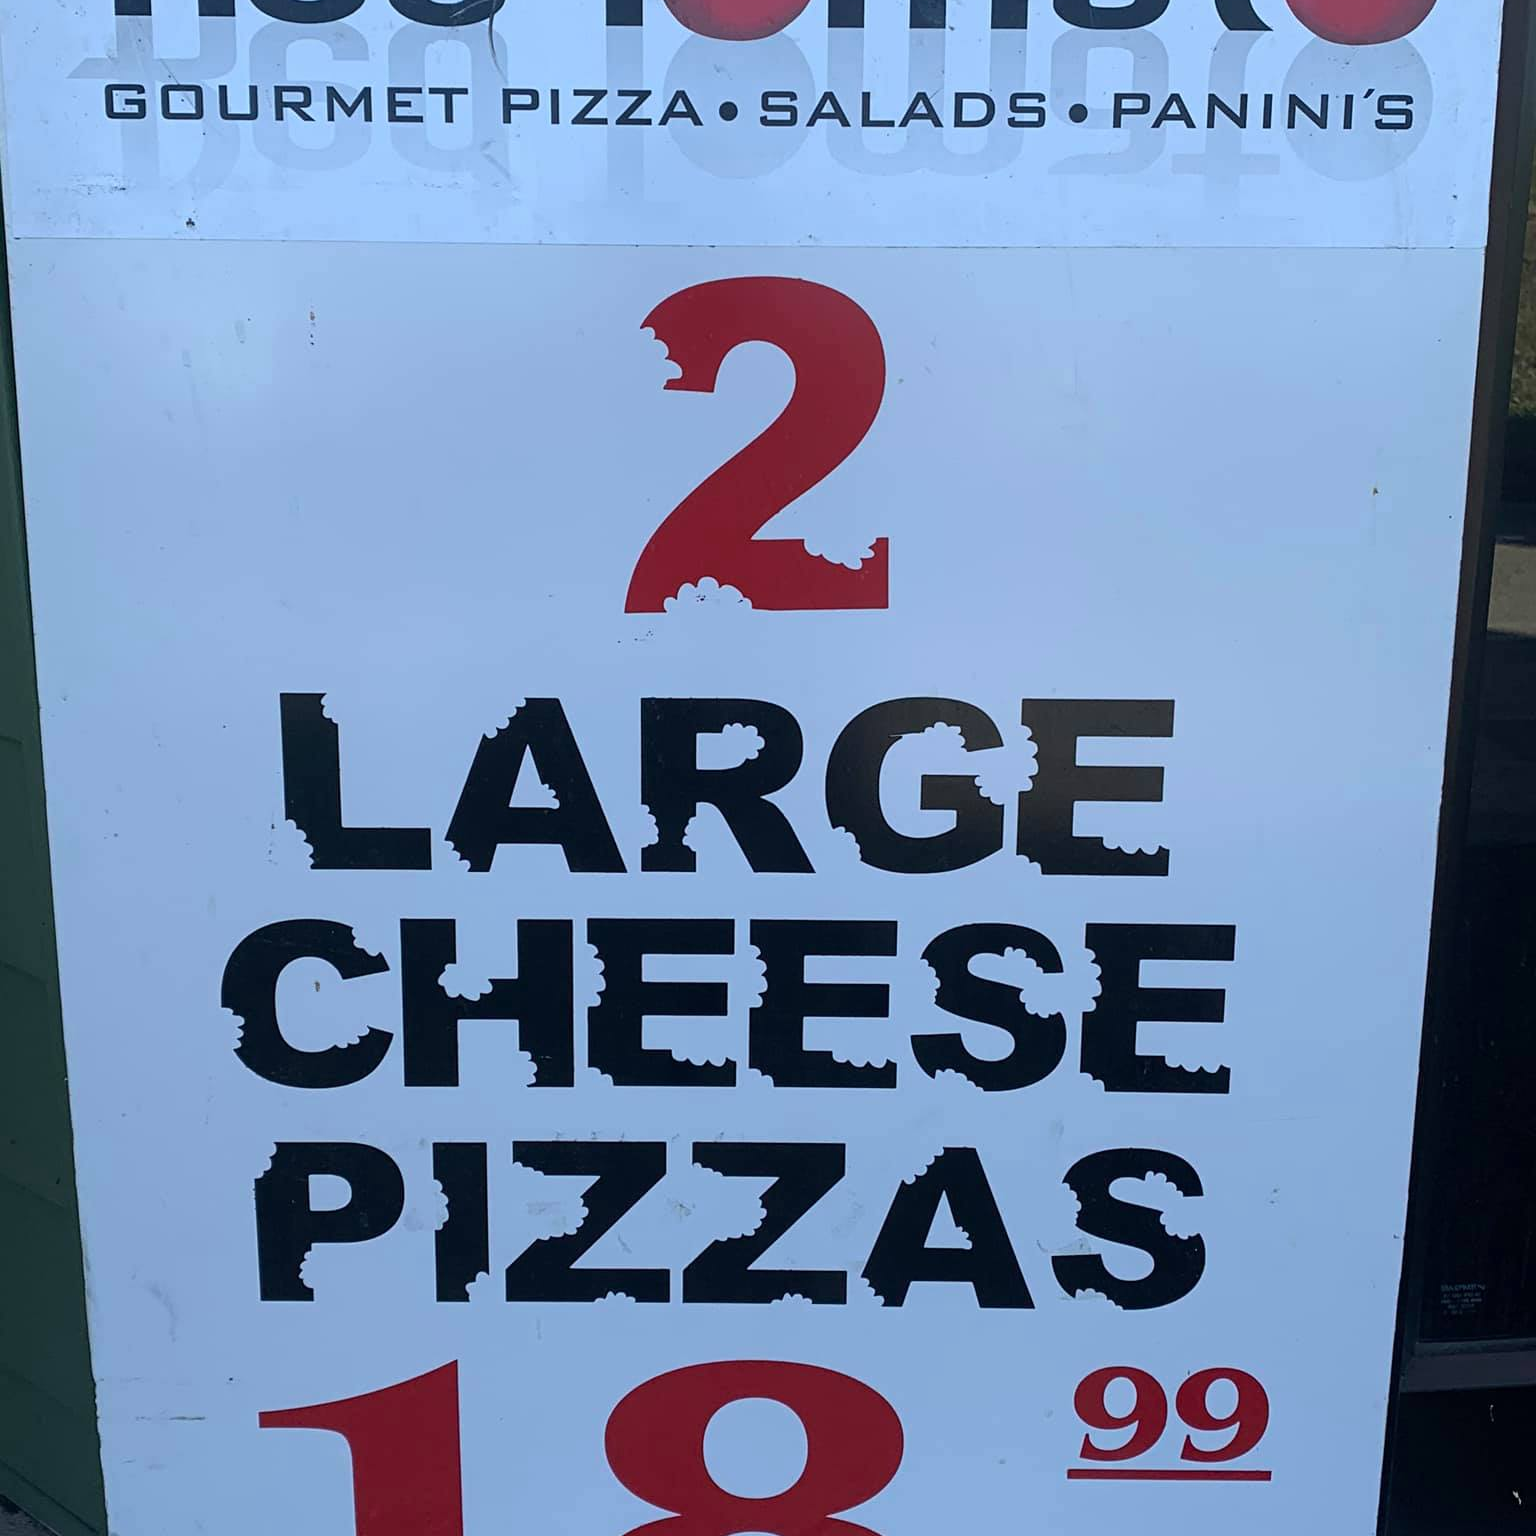 GOURMET PIZZA • SALADS • PANINI'S
2
LARGE
CHEESE
PIZZAS
18 99